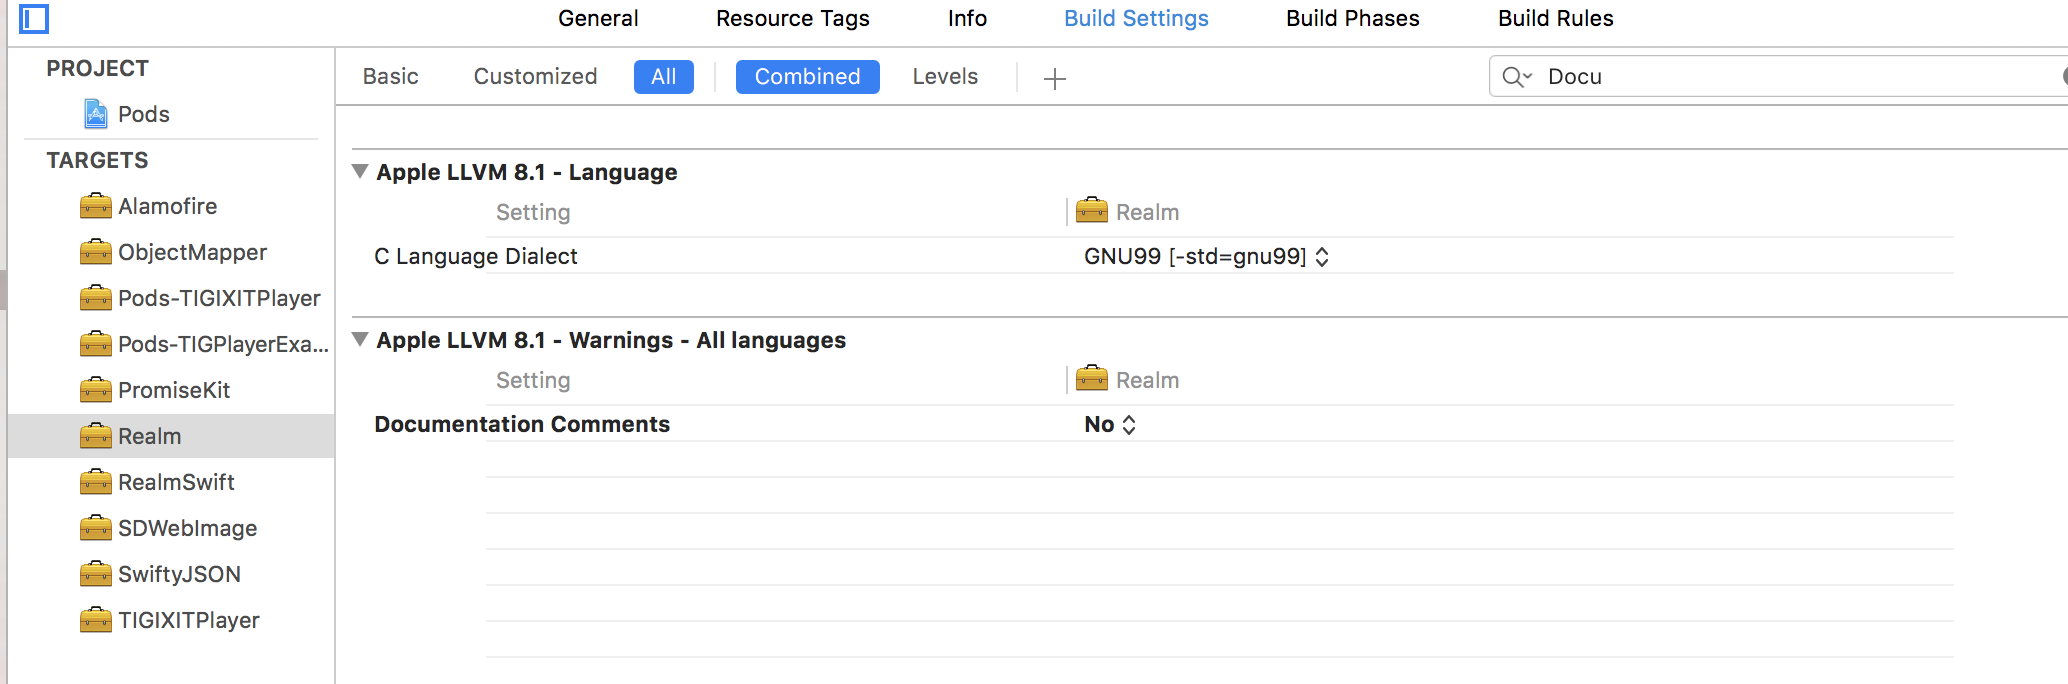 General Resource Tags Info Build Settings Build Phases Build Rules
PROJECT
Pods
TARGETS
Alamofire
ObjectMapper
Pods-TIGIXITPlayer
Pods-TIGPlayerExa...
PromiseKit
Realm
RealmSwift
SDWebImage
SwiftyJSON
TIGIXITPlayer
Basic Customized All Combined Levels + Docu
Apple LLVM 8.1 - Language
Setting Realm
C Language Dialect GNU99 [-std=gnu99]
Apple LLVM 8.1 - Warnings - All languages
Setting Realm
Documentation Comments No